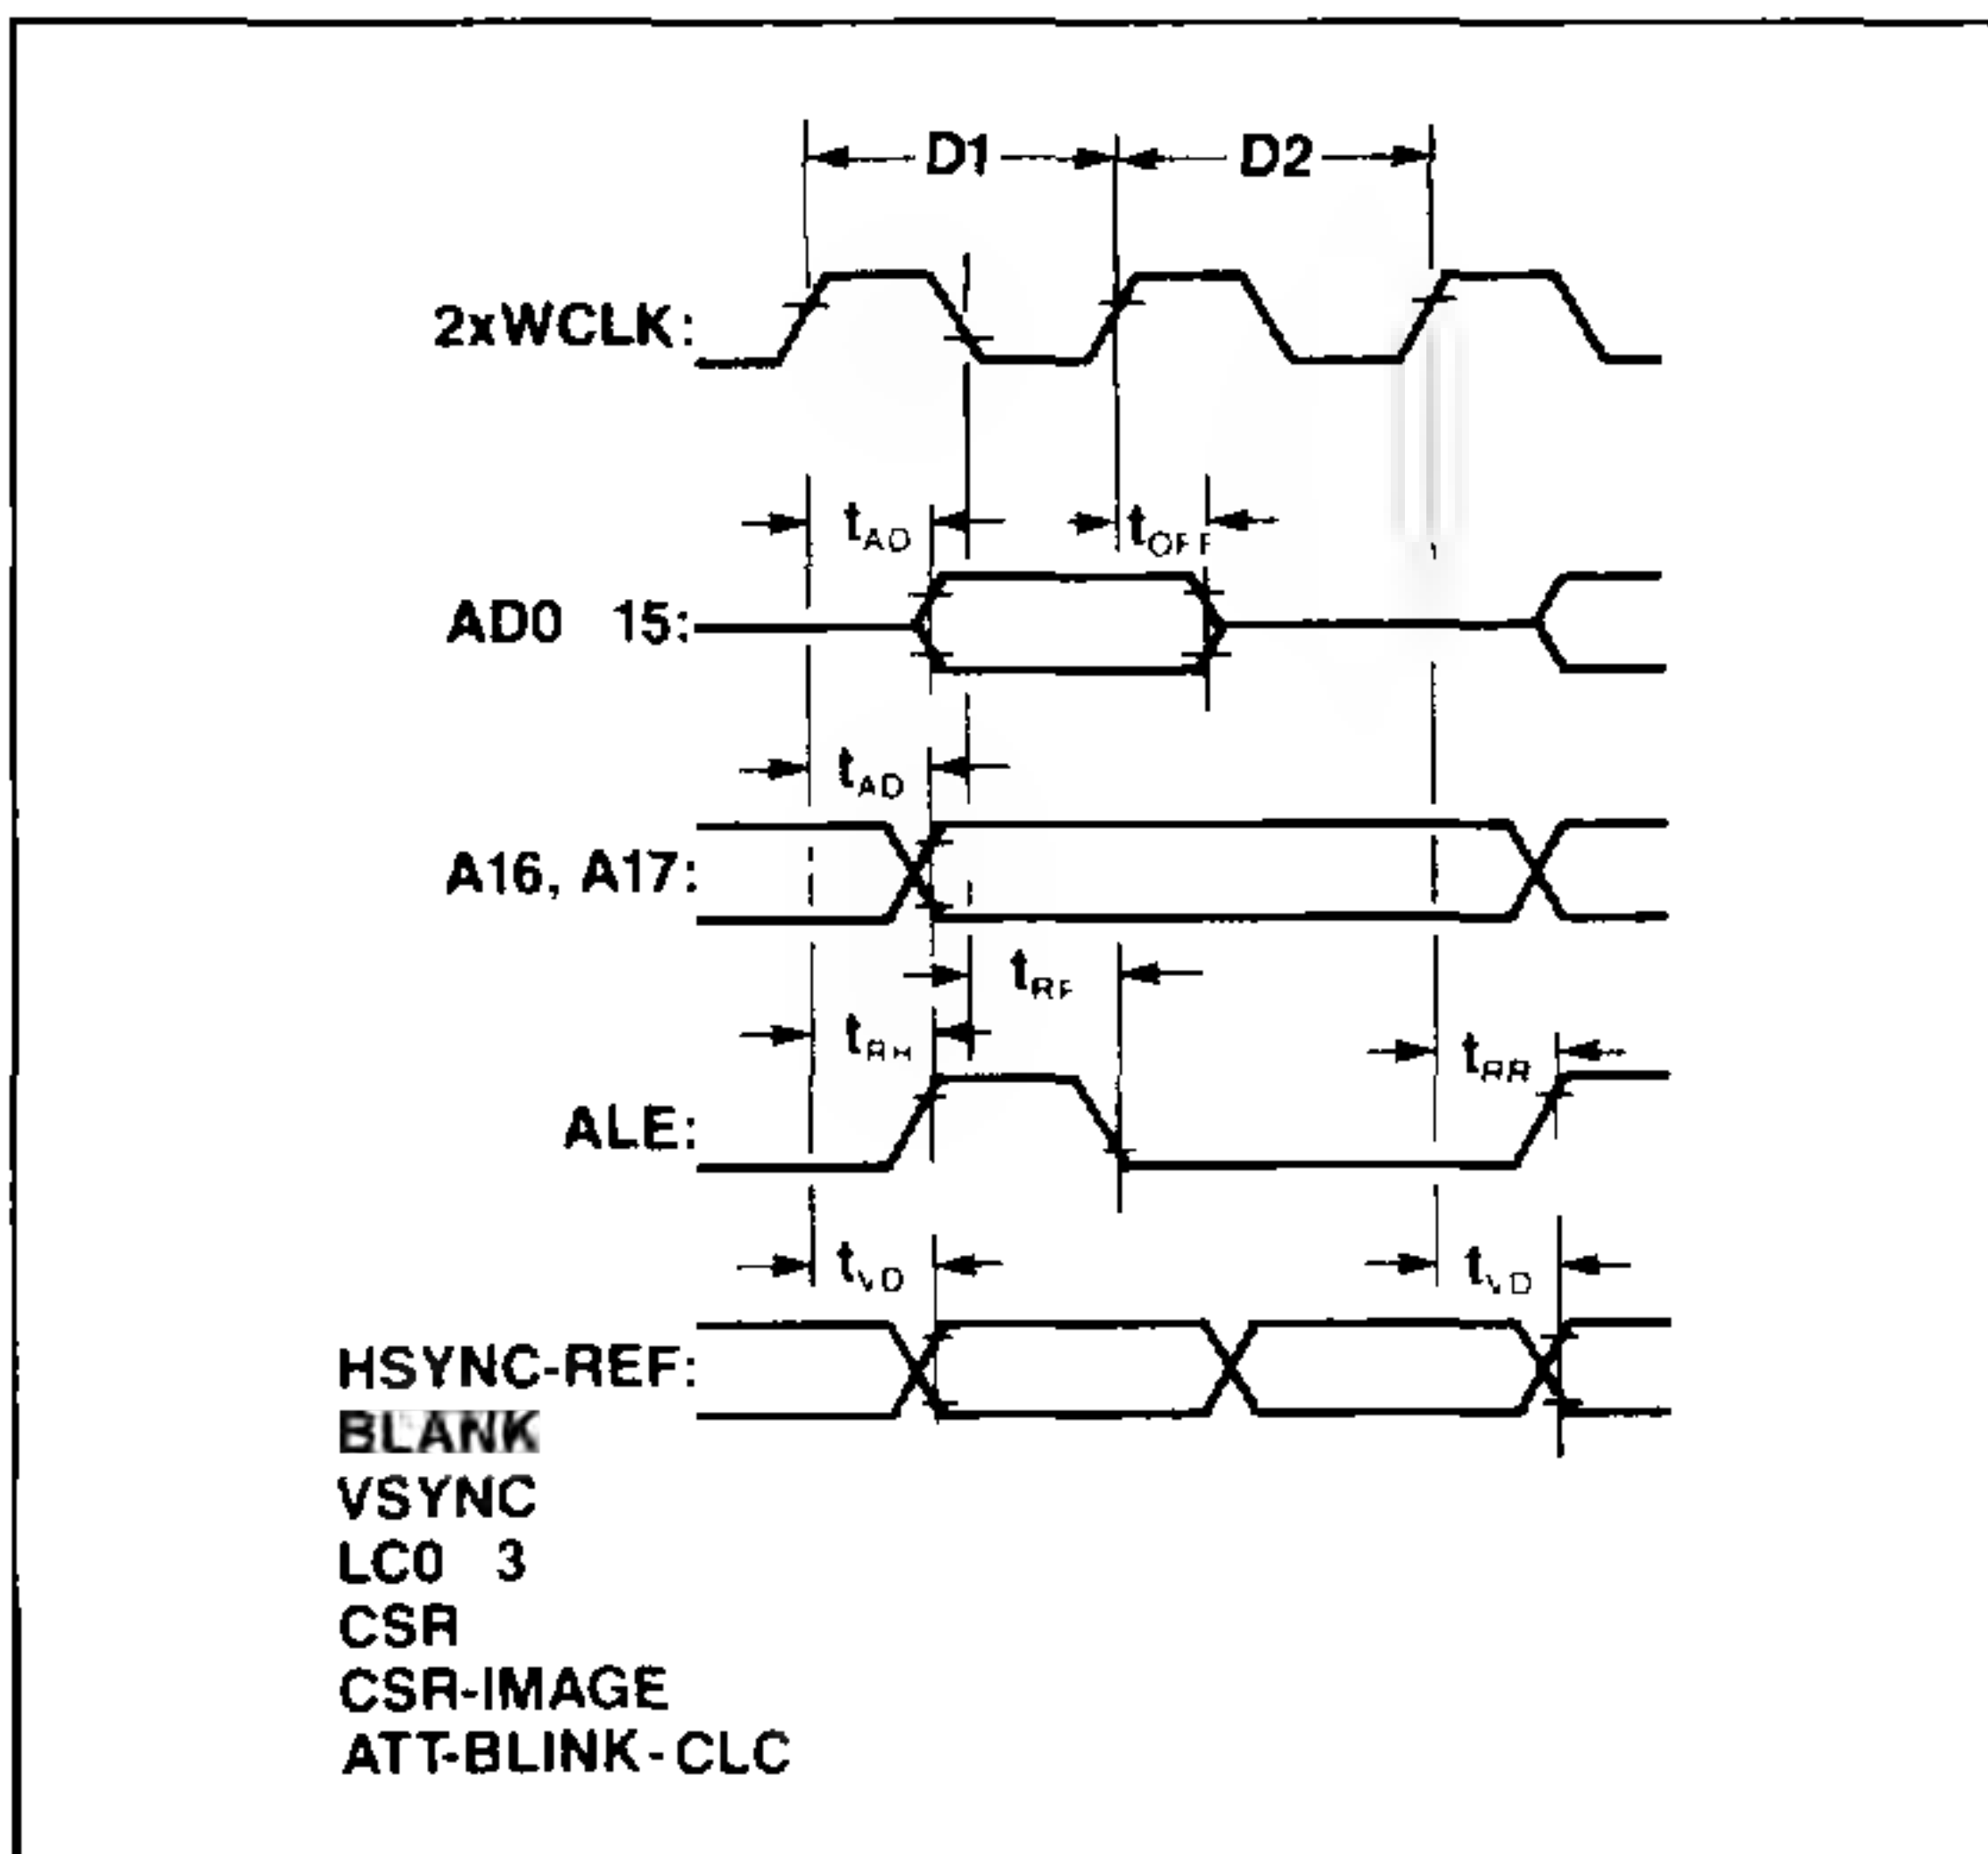 D1 D2
2xWCLK:
tAD tOFF
AD0 15:
tAD
A16, A17:
tRF
tRR
ALE:
tVD tVD
HSYNC-REF:
BLANK
VSYNC
LC0 3
CSR
CSR-IMAGE
ATT-BLINK-CLC